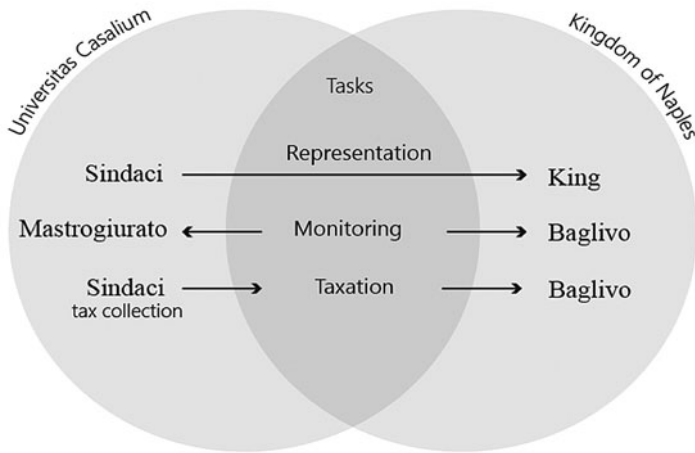 Universitas Casalium
Kingdom of Naples
Tasks
Representation
Sindaci
King
Mastrogiurato
Monitoring
Baglivo
Sindaci
tax collection
Taxation
Baglivo